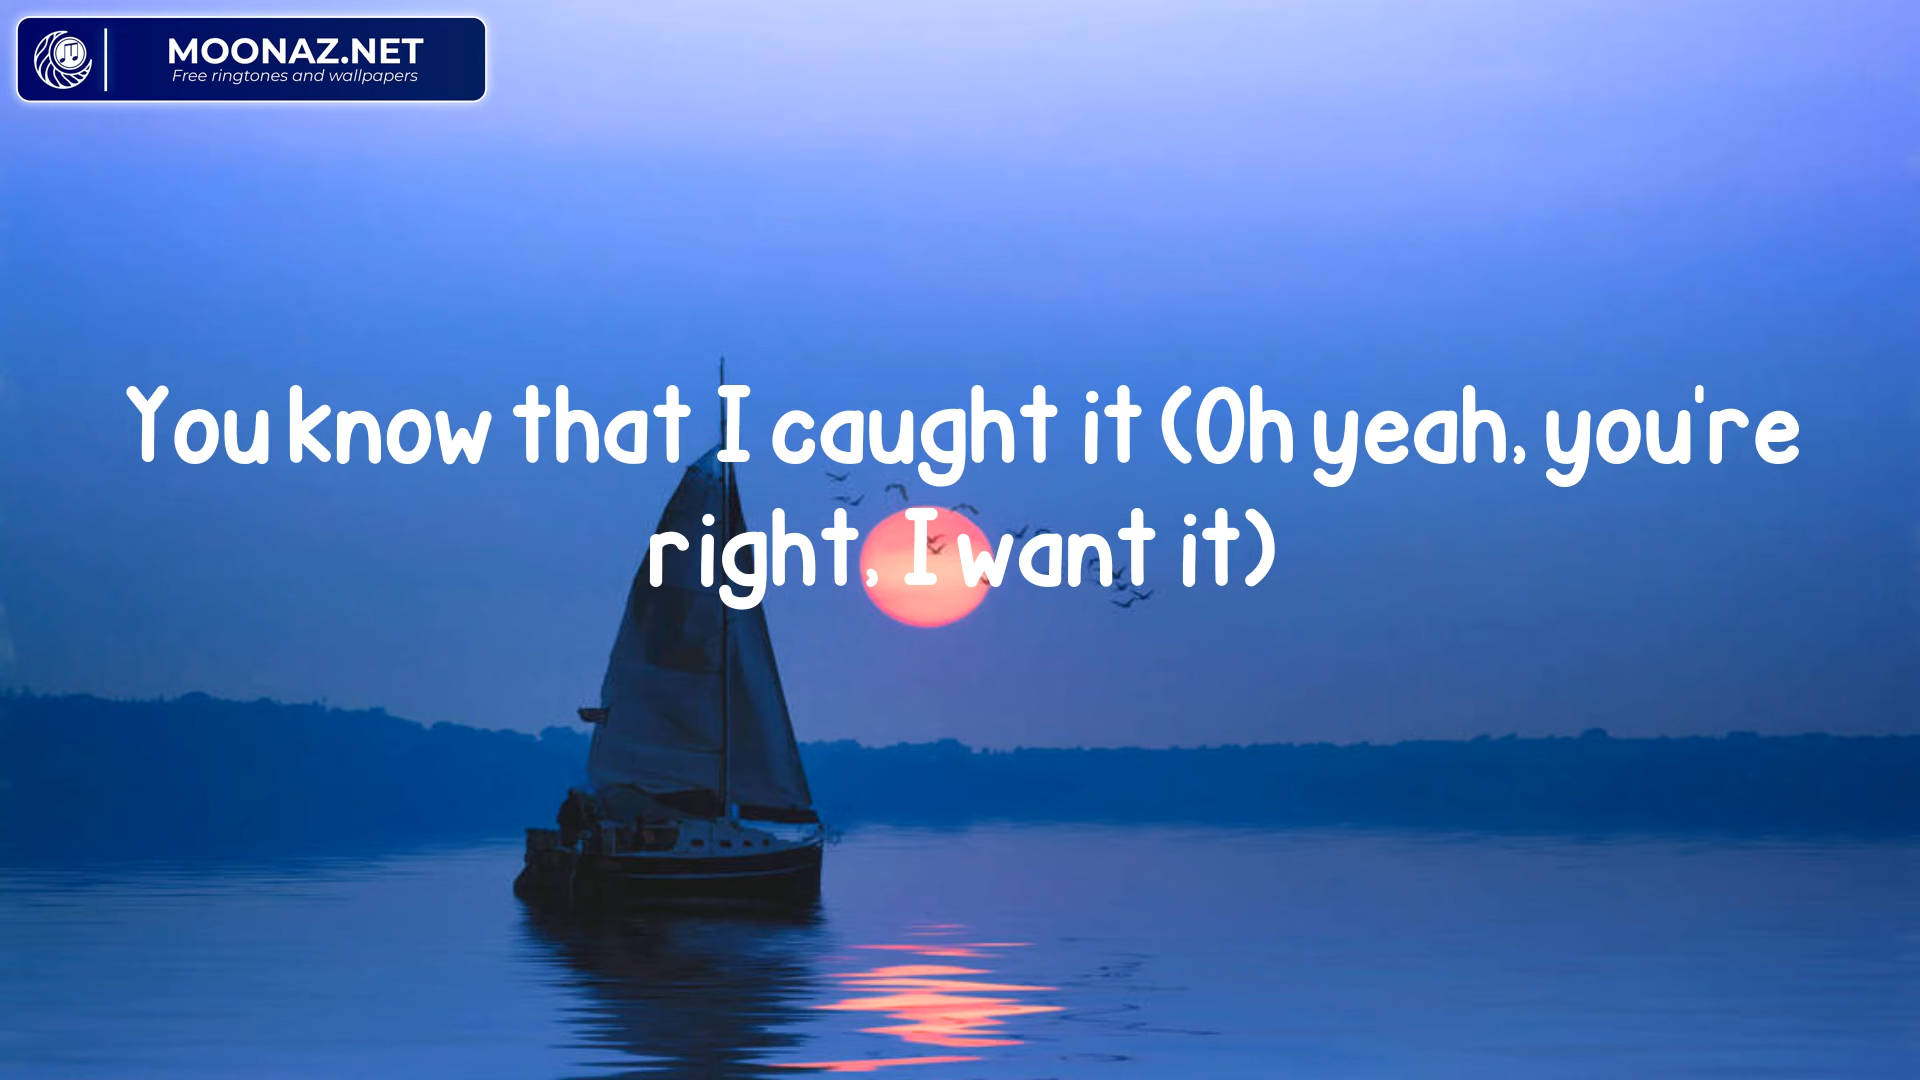 MOONAZ.NET
Free ringtones and wallpapers
You know that I caught it (Oh yeah, you're
right, I want it)